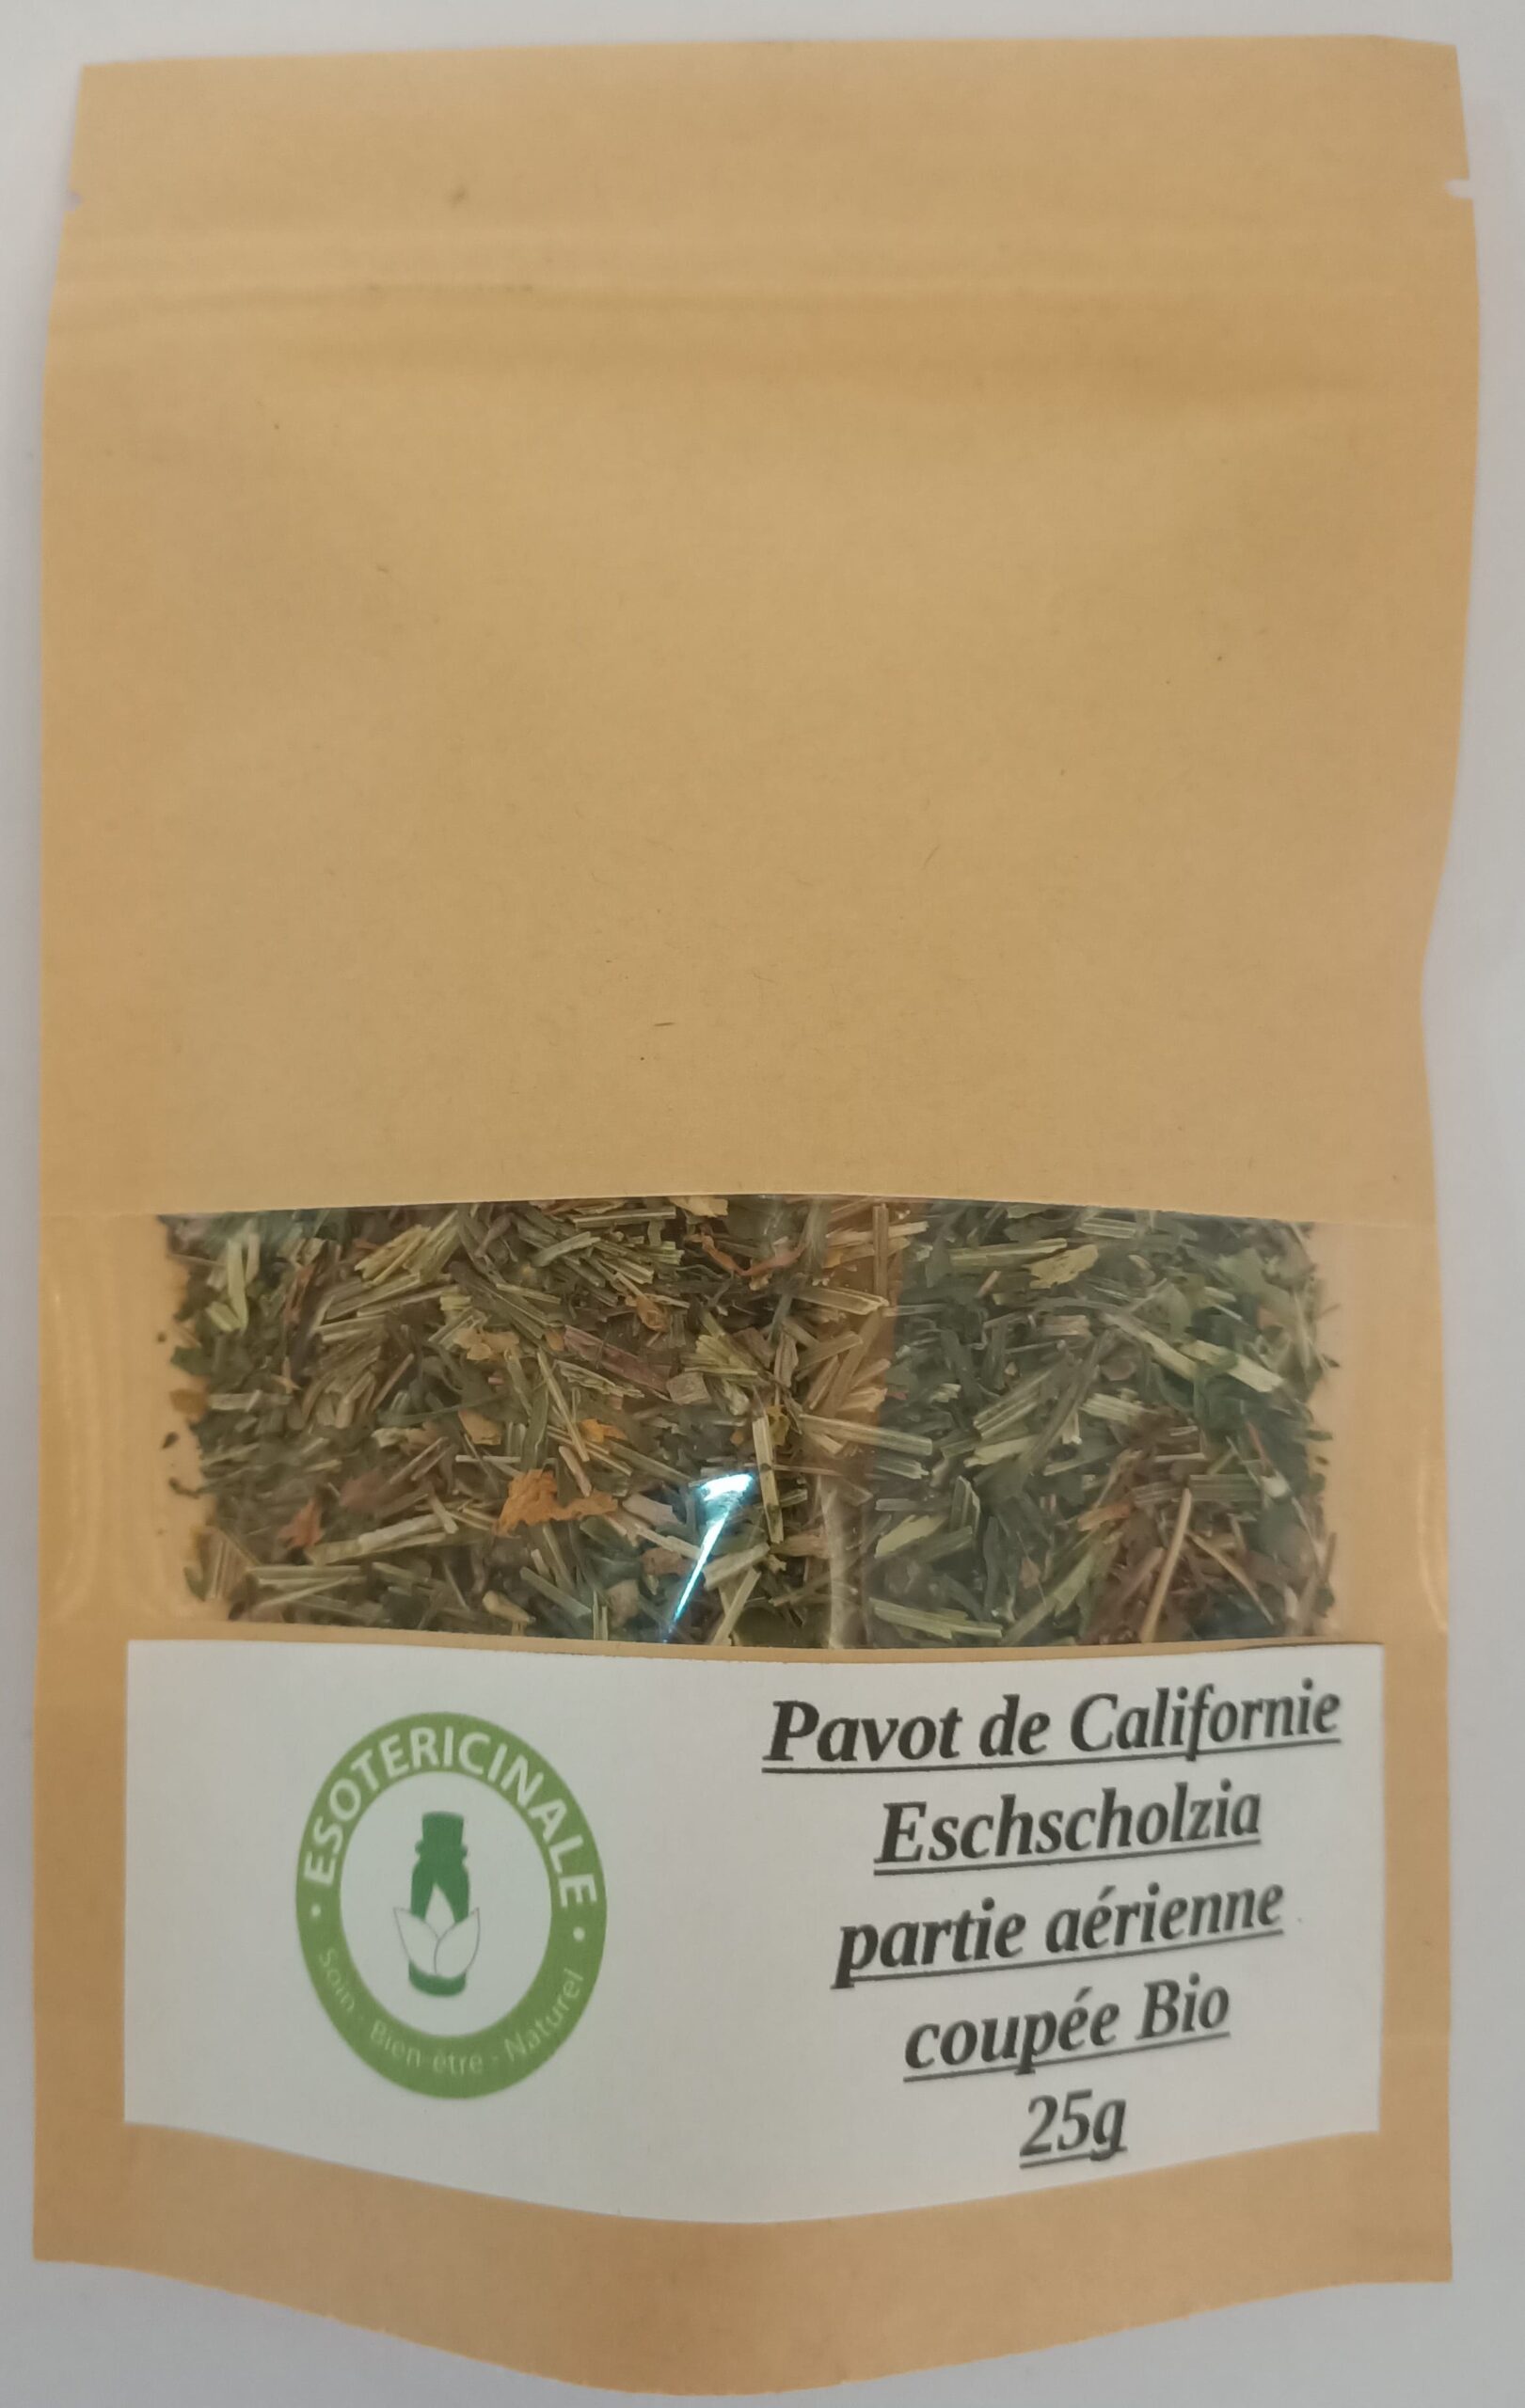 ESOTERICINALE
Soin - Bien-être - Naturel
Pavot de Californie
Eschscholzia
partie aérienne
coupée Bio
25g